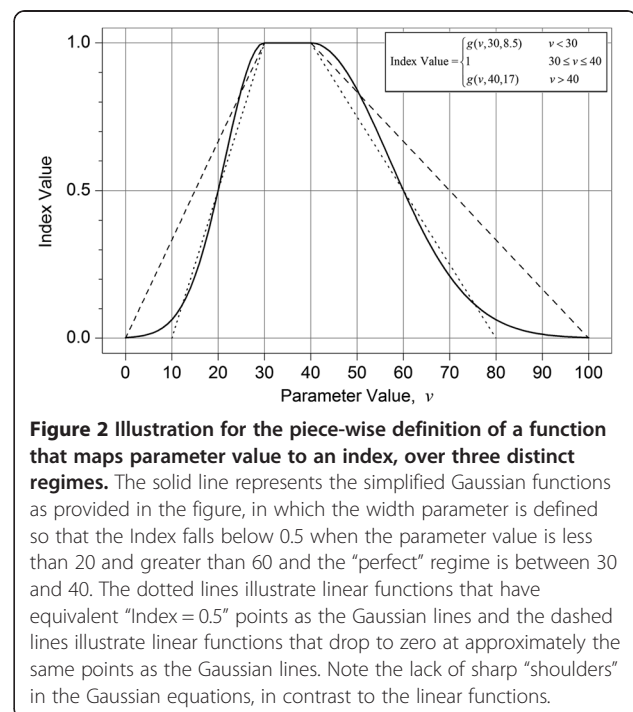 1.0
0.5
0.0
Index Value
Index Value = { g(v,30,8.5) v < 30
1 30 ≤ v ≤ 40
g(v,40,17) v > 40
0 10 20 30 40 50 60 70 80 90 100
Parameter Value, v
Figure 2 Illustration for the piece-wise definition of a function
that maps parameter value to an index, over three distinct
regimes. The solid line represents the simplified Gaussian functions
as provided in the figure, in which the width parameter is defined
so that the Index falls below 0.5 when the parameter value is less
than 20 and greater than 60 and the “perfect” regime is between 30
and 40. The dotted lines illustrate linear functions that have
equivalent “Index = 0.5” points as the Gaussian lines and the dashed
lines illustrate linear functions that drop to zero at approximately the
same points as the Gaussian lines. Note the lack of sharp “shoulders”
in the Gaussian equations, in contrast to the linear functions.